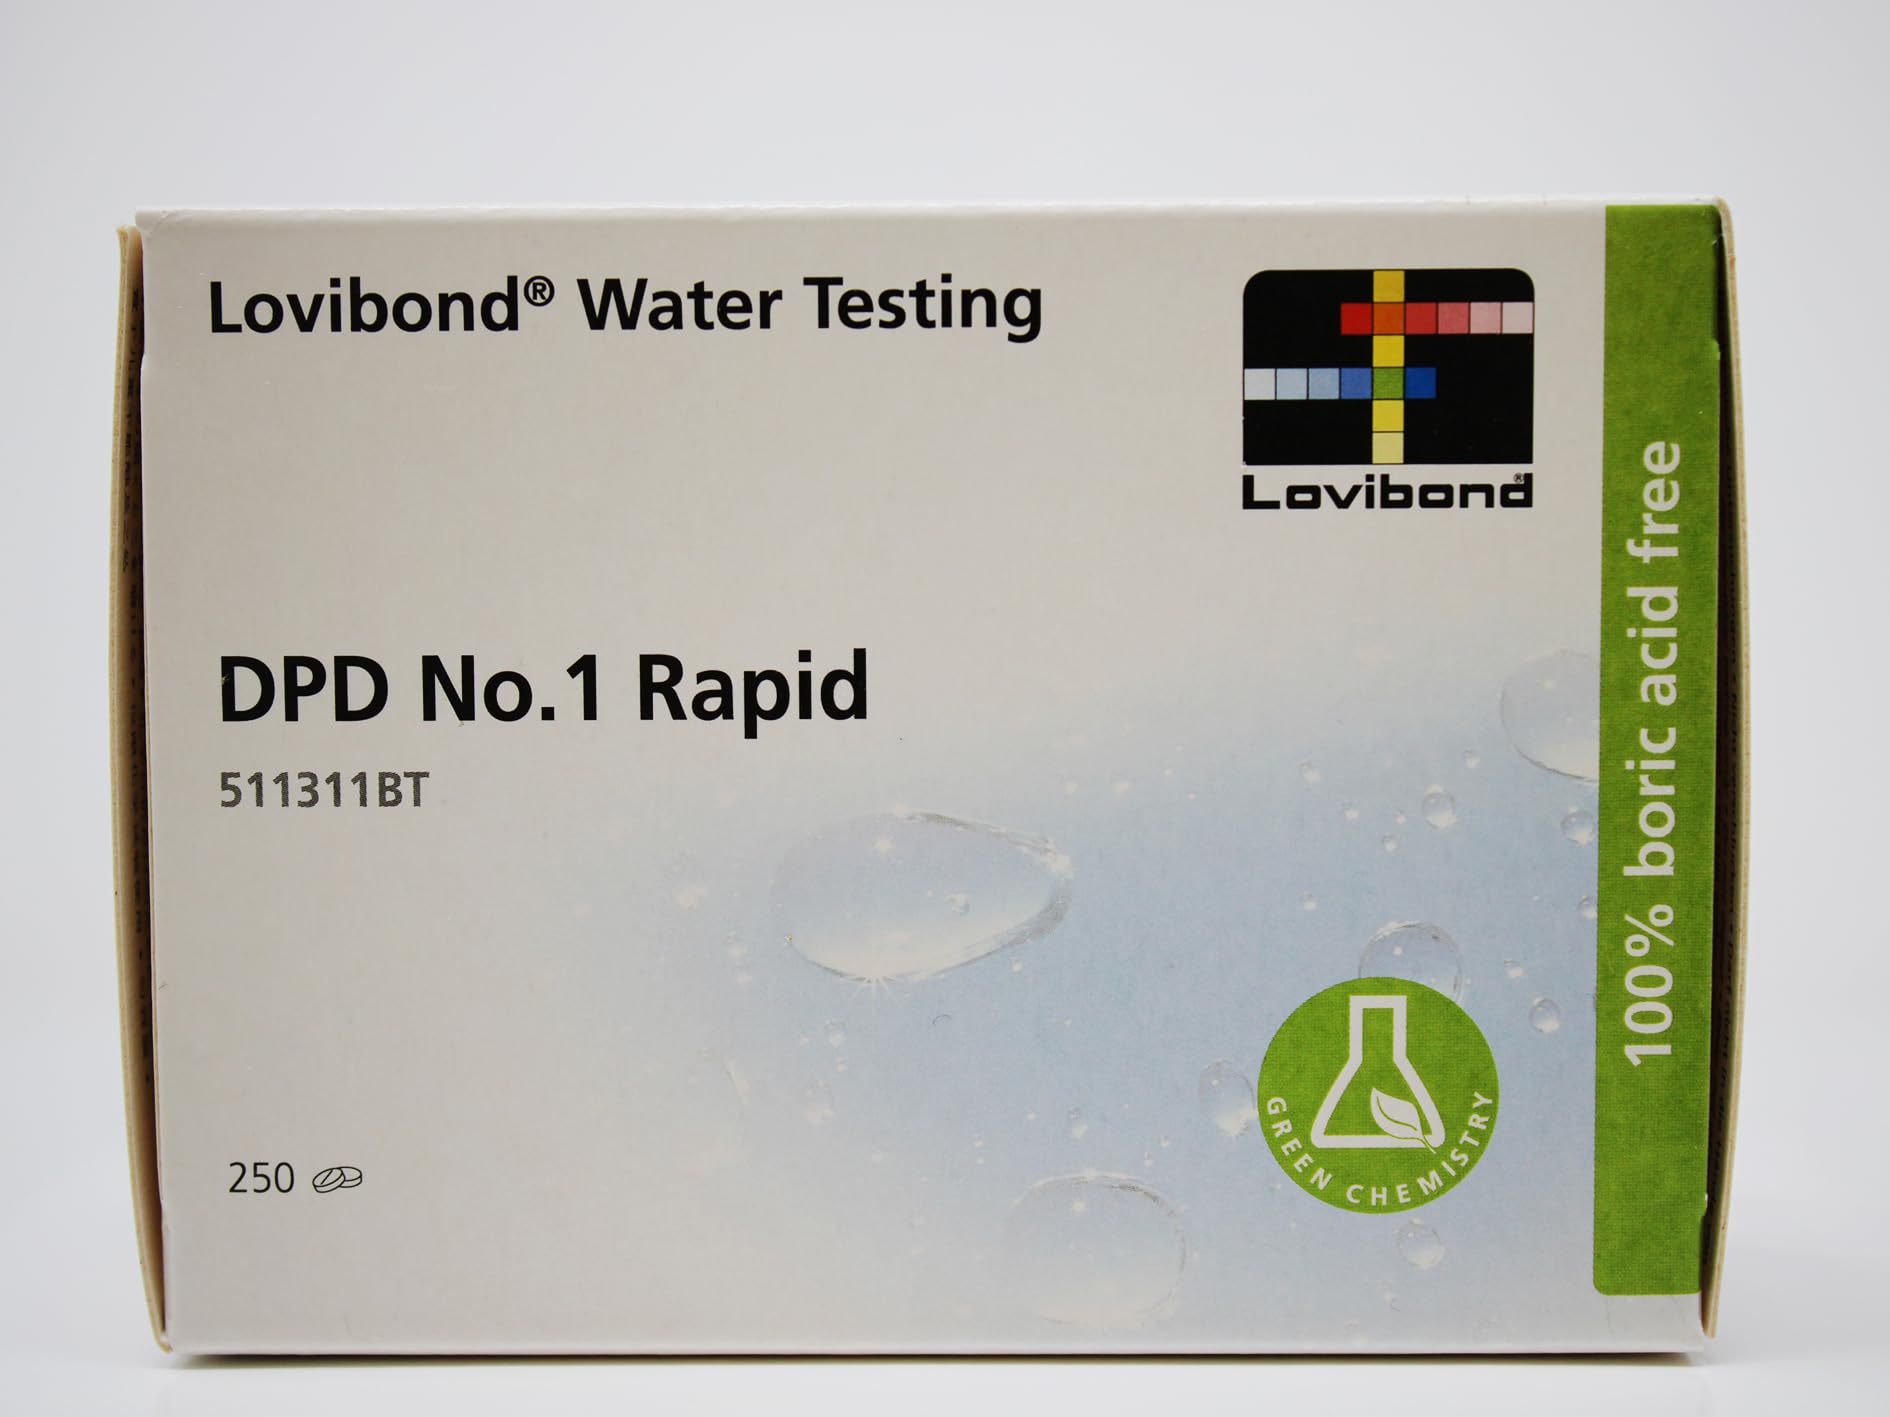 Lovibond® Water Testing
Lovibond®
DPD No.1 Rapid
511311BT
250
GREEN CHEMISTRY
100% boric acid free